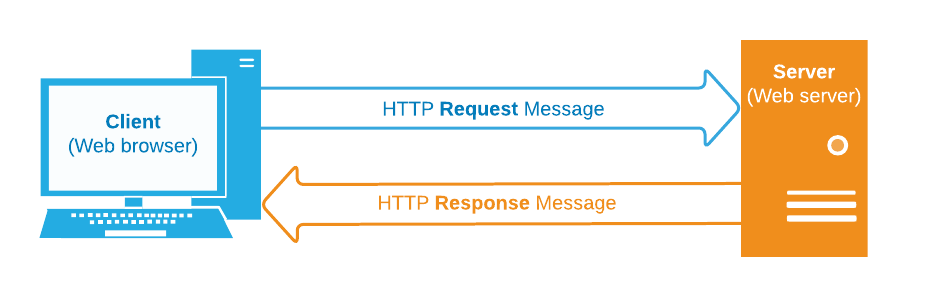 Client
(Web browser)
HTTP Request Message
HTTP Response Message
Server
(Web server)